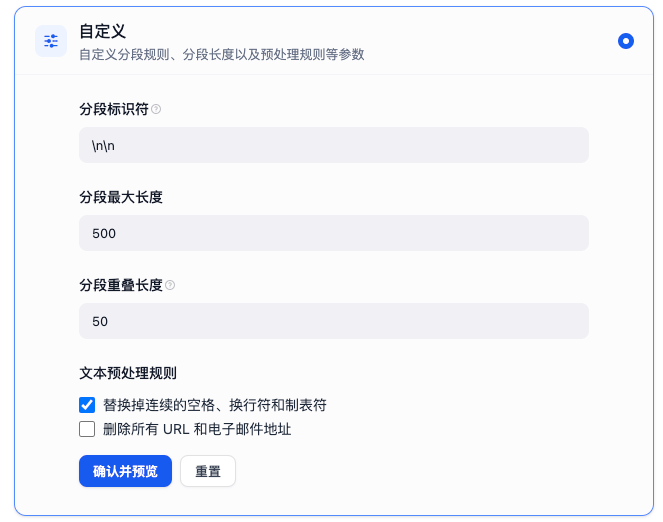 自定义
自定义分段规则、分段长度以及预处理规则等参数
分段标识符
\n\n
分段最大长度
500
分段重叠长度
50
文本预处理规则
替换掉连续的空格、换行符和制表符
删除所有 URL 和电子邮件地址
确认并预览 重置